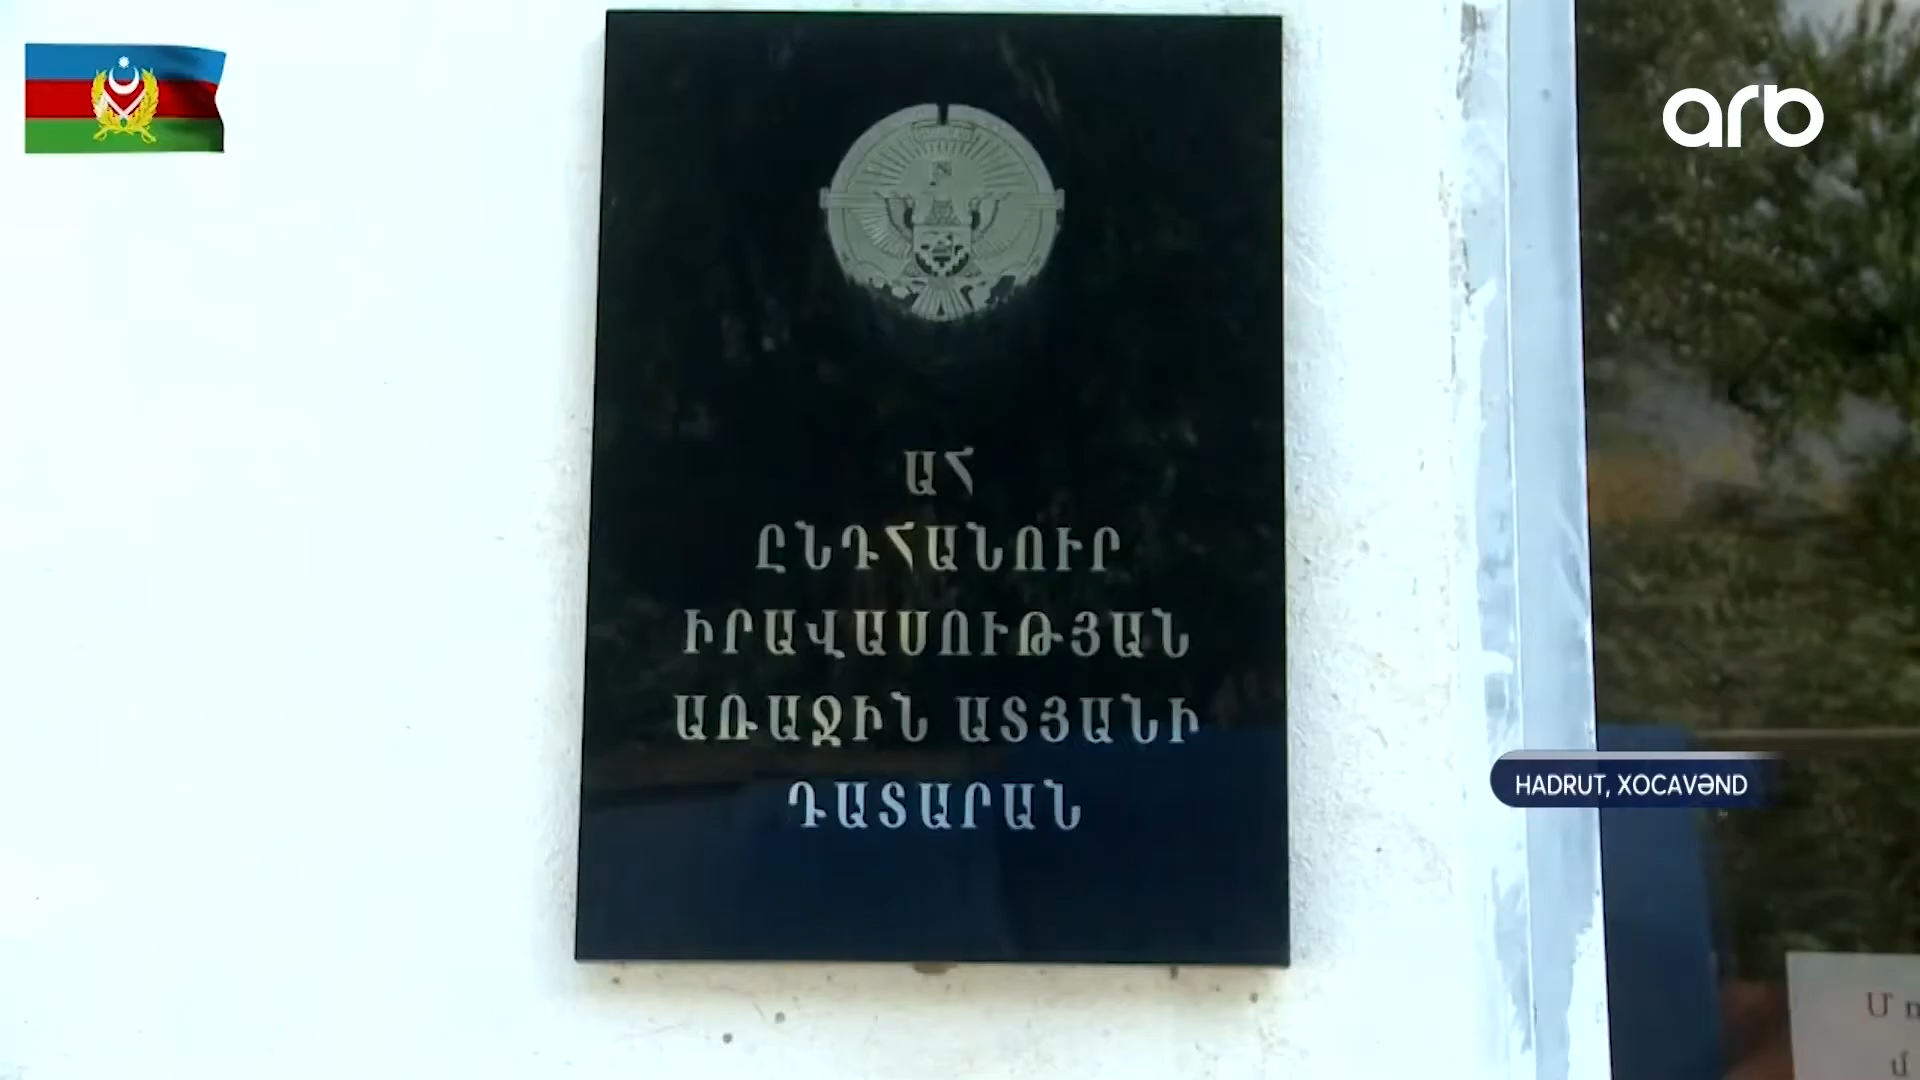 arb
ԱՀ
ԸՆԴՀԱՆՈՒՐ
ԻՐԱՎԱՍՈՒԹՅԱՆ
ԱՌԱՋԻՆ ԱՏՅԱՆԻ
ԴԱՏԱՐԱՆ
HADRUT, XOCAVƏND